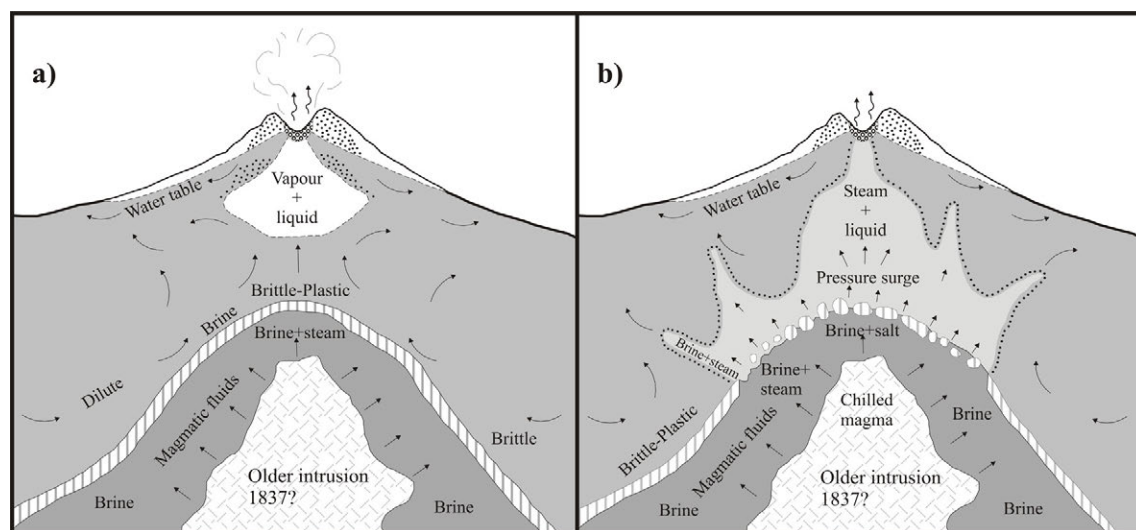 a)
Vapour
+
liquid
Water table
Brittle-Plastic
Brine
Brine+steam
Dilute
Magmatic fluids
Brittle
Older intrusion
1837?
Brine
Brine
b)
Steam
+
liquid
Water table
Pressure surge
Brine+steam
Brine+salt
Brine+
steam
Chilled
magma
Brine
Brittle-Plastic
Magmatic fluids
Older intrusion
1837?
Brine
Brine